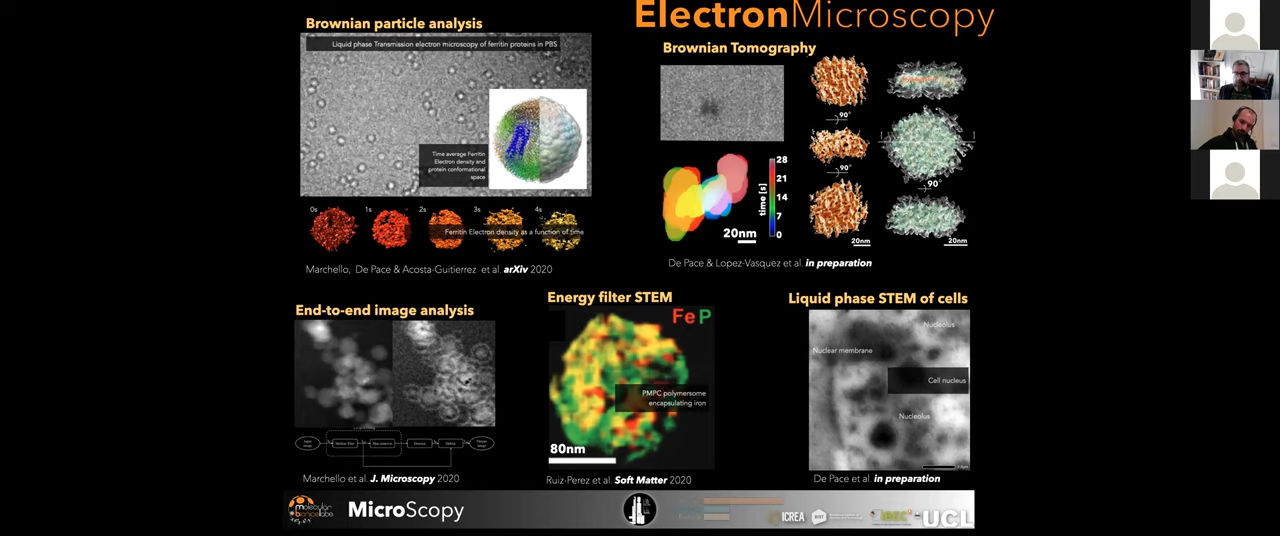 ElectronMicroscopy
Brownian particle analysis
Liquid phase Transmission electron microscopy of ferritin proteins in PBS
Time average Ferritin
Electron density and
protein conformational
space
0s 1s 2s 3s 4s
Ferritin Electron density as a function of time
Marchello, De Pace & Acosta-Guitierrez et al. arXiv 2020
Brownian Tomography
90°
90°
90°
28
21
14
7
0
time [s]
20nm
20nm
20nm
De Pace & Lopez-Vasquez et al. in preparation
End-to-end image analysis
Marchello et al. J. Microscopy 2020
Energy filter STEM
Fe P
PMPC polymersome
encapsulating iron
80nm
Ruiz-Perez et al. Soft Matter 2020
Liquid phase STEM of cells
Nucleolus
Nuclear membrane
Cell nucleus
Nucleolus
De Pace et al. in preparation
molecular
MicroScopy
ICREA
BIST
IBEC
UCL